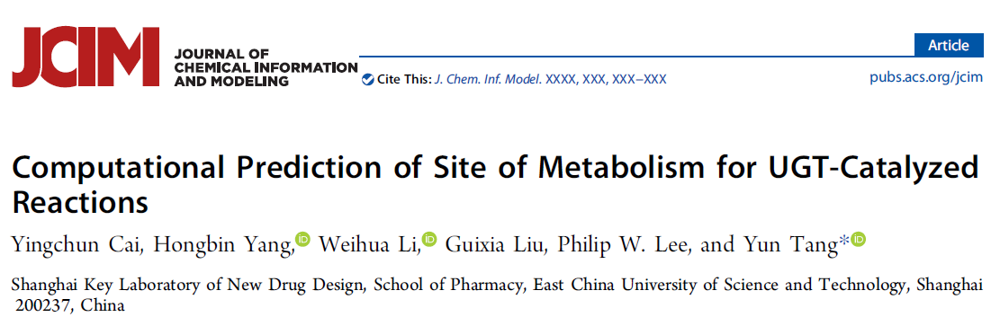 JCIM
JOURNAL OF
CHEMICAL INFORMATION
AND MODELING
Article
Cite This: J. Chem. Inf. Model. XXXX, XXX, XXX−XXX
pubs.acs.org/jcim
Computational Prediction of Site of Metabolism for UGT-Catalyzed
Reactions
Yingchun Cai, Hongbin Yang, iD Weihua Li, iD Guixia Liu, Philip W. Lee, and Yun Tang* iD
Shanghai Key Laboratory of New Drug Design, School of Pharmacy, East China University of Science and Technology, Shanghai
200237, China